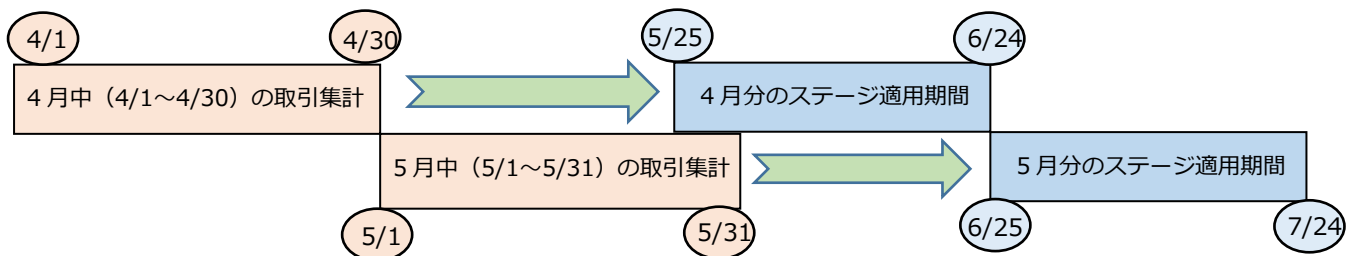 4/1
4/30
5/25
6/24
4月中（4/1～4/30）の取引集計
4月分のステージ適用期間
5月中（5/1～5/31）の取引集計
5月分のステージ適用期間
5/1
5/31
6/25
7/24